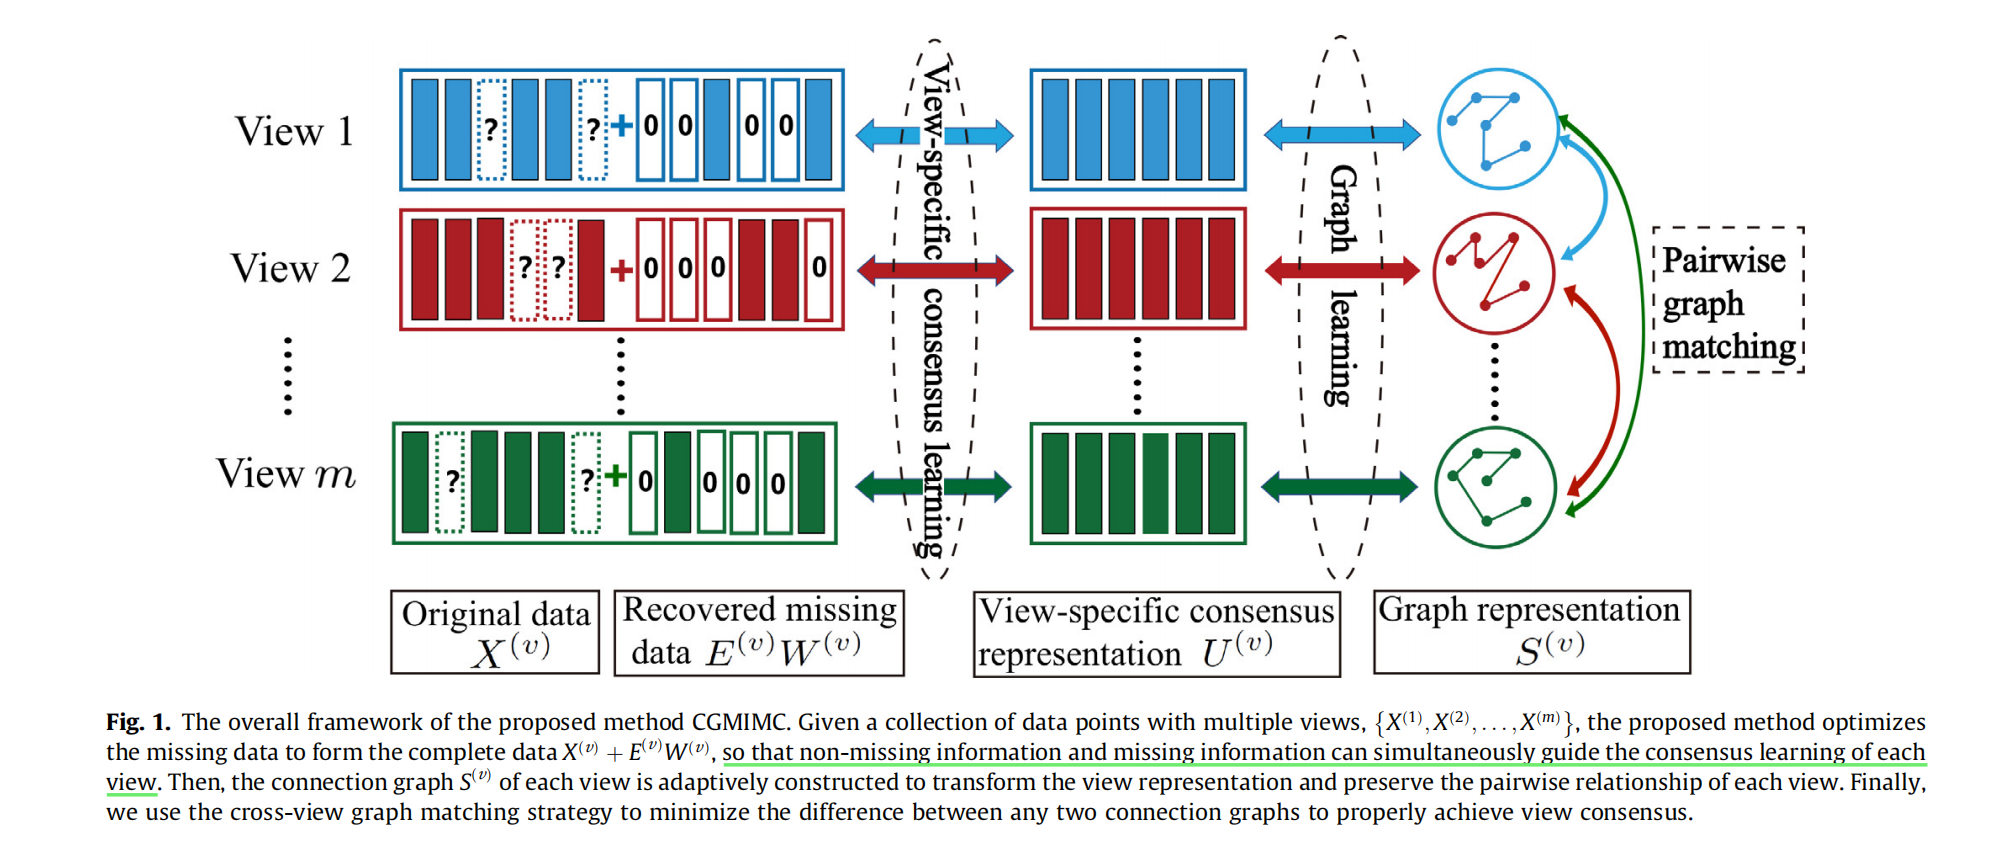 View 1
? ? + 0 0 0 0
View 2
? ? + 0 0 0 0
View m
? ? + 0 0 0 0
View-specific consensus learning
Graph learning
Pairwise
graph
matching
Original data
X^(v)
Recovered missing
data E^(v)W^(v)
View-specific consensus
representation U^(v)
Graph representation
S^(v)
Fig. 1. The overall framework of the proposed method CGMIMC. Given a collection of data points with multiple views, {X^(1), X^(2), ..., X^(m)}, the proposed method optimizes
the missing data to form the complete data X^(v) + E^(v)W^(v), so that non-missing information and missing information can simultaneously guide the consensus learning of each
view. Then, the connection graph S^(v) of each view is adaptively constructed to transform the view representation and preserve the pairwise relationship of each view. Finally,
we use the cross-view graph matching strategy to minimize the difference between any two connection graphs to properly achieve view consensus.